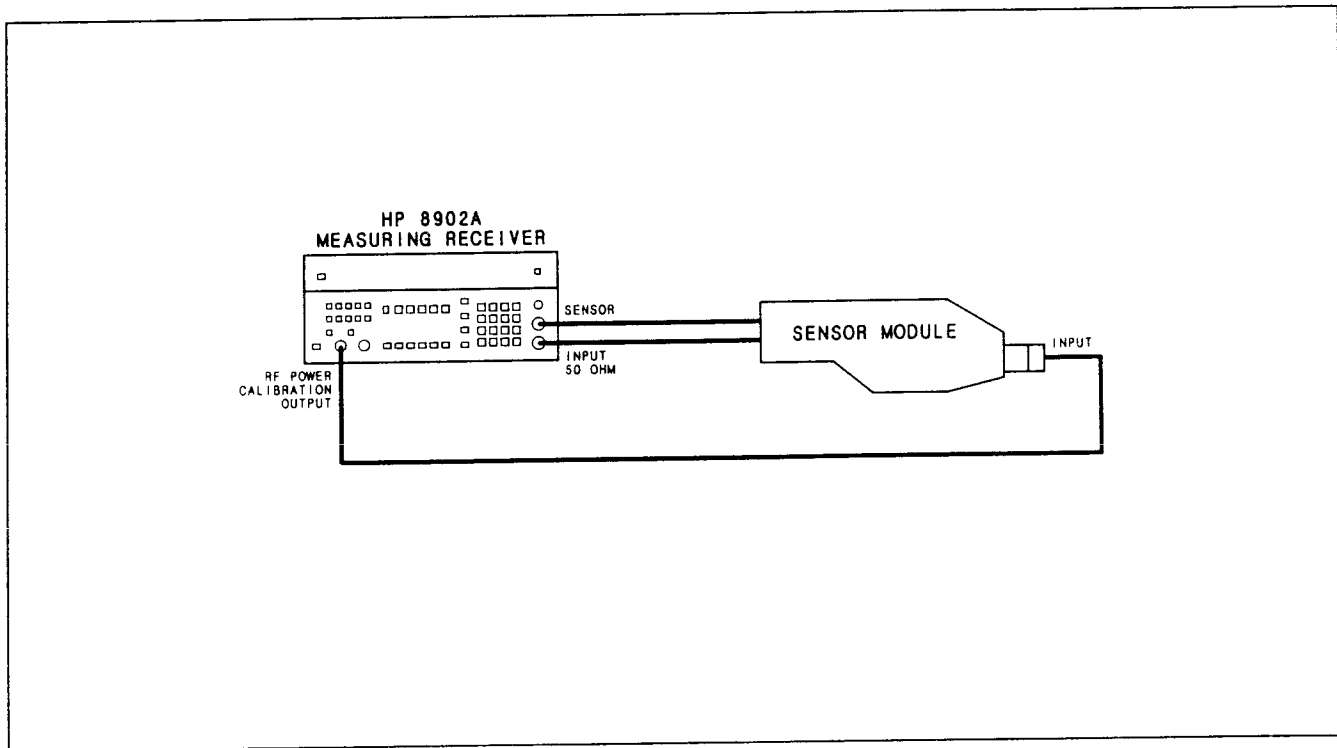 HP 8902A
MEASURING RECEIVER
SENSOR
INPUT
50 OHM
RF POWER
CALIBRATION
OUTPUT
SENSOR MODULE
INPUT